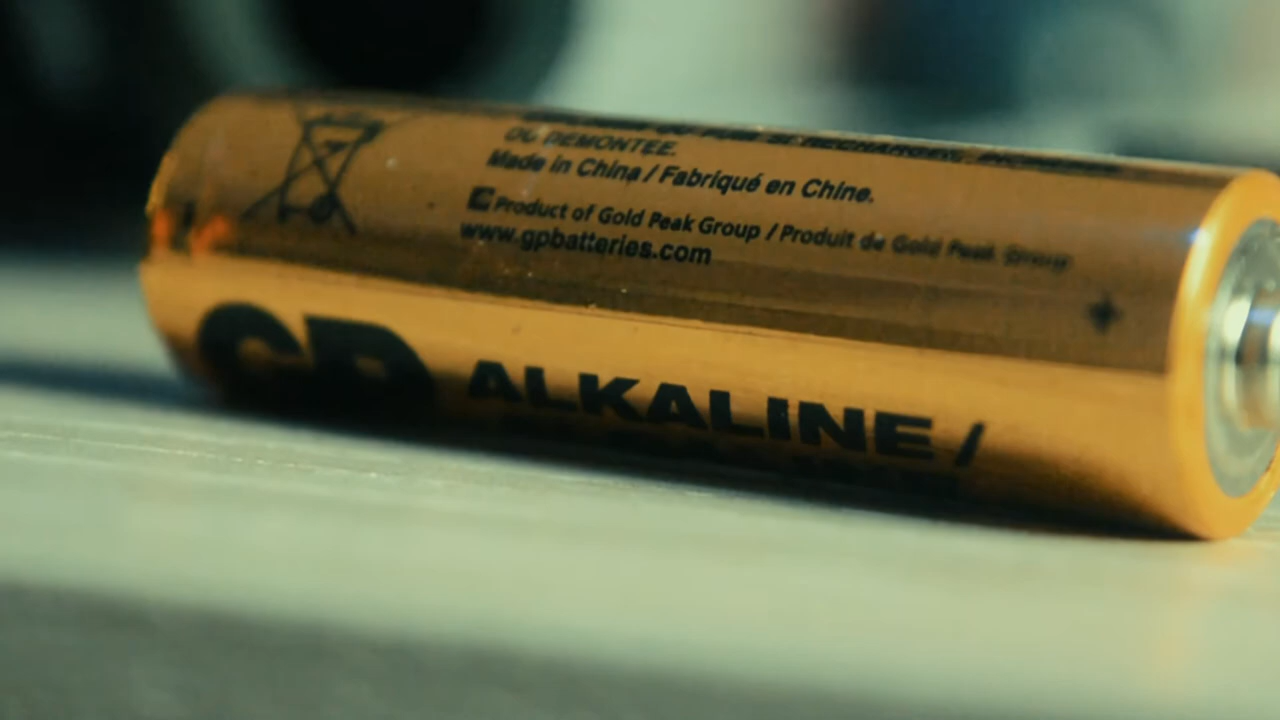 OU DEMONTEE.
Made in China / Fabriqué en Chine.
Product of Gold Peak Group / Produit de Gold Peak Group
www.gpbatteries.com
+
GP ALKALINE /